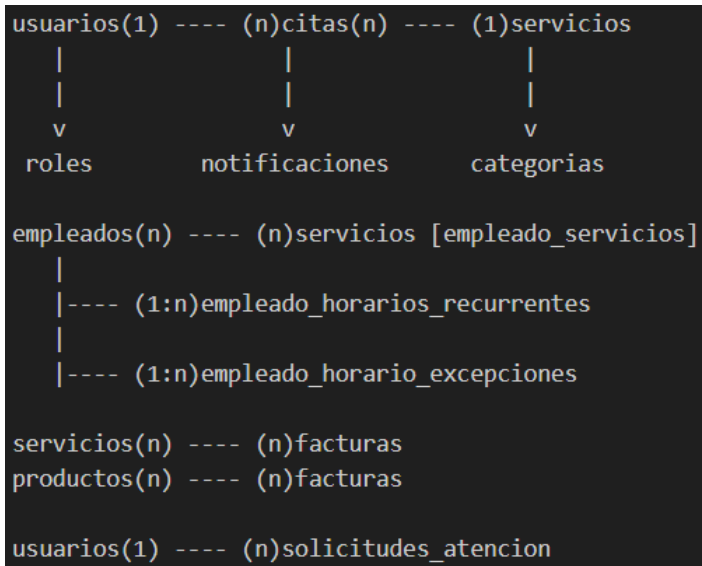 usuarios(1) ---- (n)citas(n) ---- (1)servicios
   |                 |                  |
   |                 |                  |
   v                 v                  v
 roles         notificaciones      categorias

empleados(n) ---- (n)servicios [empleado_servicios]
   |
   |---- (1:n)empleado_horarios_recurrentes
   |
   |---- (1:n)empleado_horario_excepciones

servicios(n) ---- (n)facturas
productos(n) ---- (n)facturas

usuarios(1) ---- (n)solicitudes_atencion